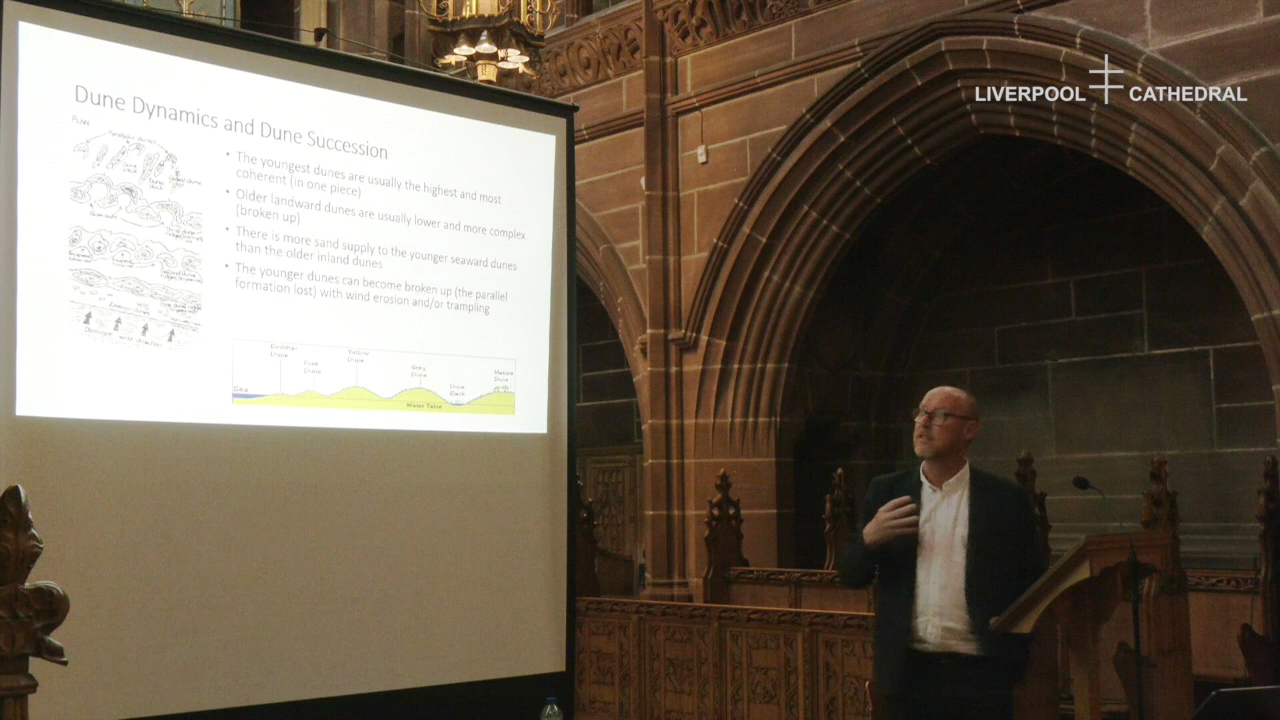 LIVERPOOL CATHEDRAL
Dune Dynamics and Dune Succession
PLAN
• The youngest dunes are usually the highest and most
coherent (in one piece)
• Older landward dunes are usually lower and more complex
(broken up)
• There is more sand supply to the younger seaward dunes
than the older inland dunes
• The younger dunes can become broken up (the parallel
formation lost) with wind erosion and/or trampling
Dominant wind direction
Embryo
Dune
Fore
Dune
Yellow
Dune
Grey
Dune
Dune
Slack
Mature
Dune
Sea
Water Table